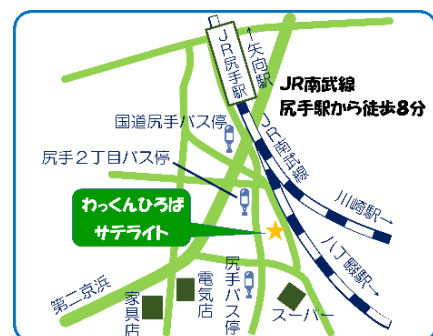 JR尻手駅
←矢向駅
JR南武線
尻手駅から徒歩8分
国道尻手バス停
JR南武線
尻手2丁目バス停
川崎駅→
わっくんひろば
サテライト
八丁畷駅→
第二京浜
家具店
電気店
尻手バス停
スーパー